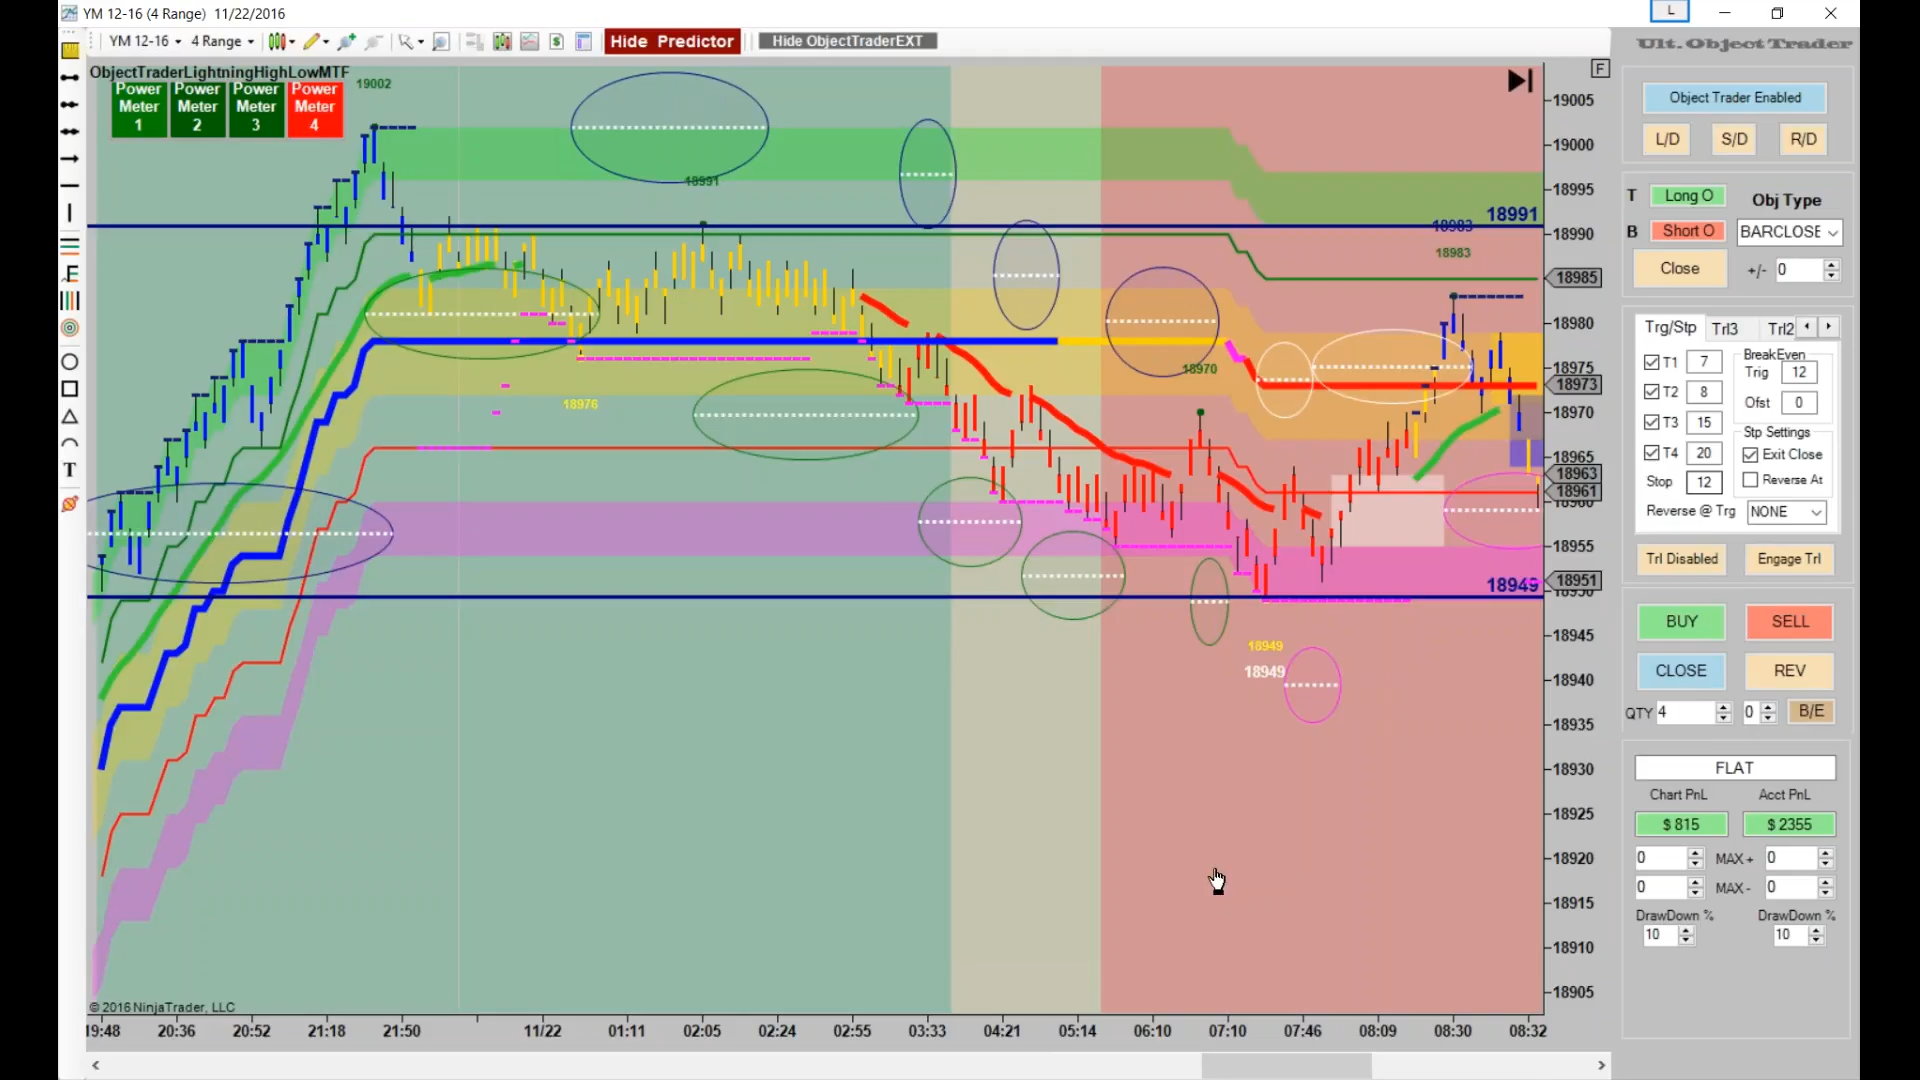 YM 12-16 (4 Range) 11/22/2016
L
YM 12-16
4 Range
Hide Predictor
Hide ObjectTraderEXT
Ult. Object Trader
ObjectTraderLightningHighLowMTF
Power Meter 1
Power Meter 2
Power Meter 3
Power Meter 4
19002
18991
18976
18970
18949
18949
18983
18983
18991
18949
F
19005
19000
18995
18990
18985
18980
18975
18973
18970
18965
18963
18961
18960
18955
18951
18950
18945
18940
18935
18930
18925
18920
18915
18910
18905
© 2016 NinjaTrader, LLC
19:48 20:36 20:52 21:18 21:50 11/22 01:11 02:05 02:24 02:55 03:33 04:21 05:14 06:10 07:10 07:46 08:09 08:30 08:32
T
Object Trader Enabled
L/D S/D R/D
T Long O Obj Type
B Short O BARCLOSE
Close +/- 0
Trg/Stp Trl3 Trl2
T1 7 BreakEven
Trig 12
T2 8
Ofst 0
T3 15
Stp Settings
T4 20 Exit Close
Stop 12 Reverse At
Reverse @ Trg NONE
Trl Disabled Engage Trl
BUY SELL
CLOSE REV
QTY 4 0 B/E
FLAT
Chart PnL Acct PnL
$ 815 $ 2355
0 MAX + 0
0 MAX - 0
DrawDown % DrawDown %
10 10